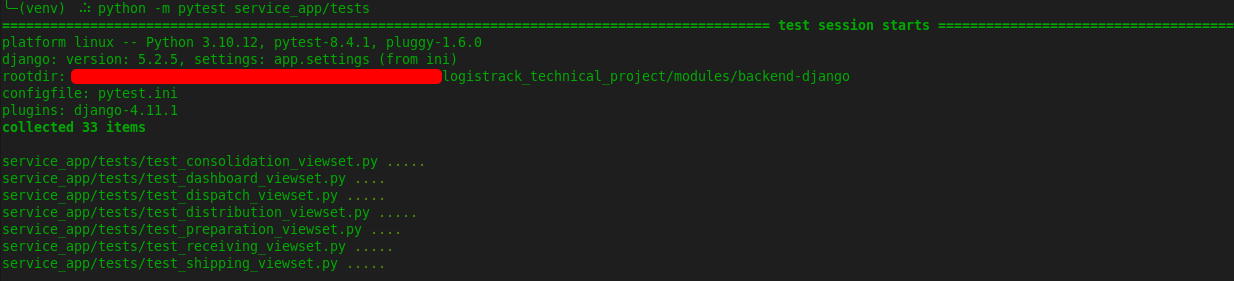 (venv) python -m pytest service_app/tests
============================================================================================== test session starts =====================================
platform linux -- Python 3.10.12, pytest-8.4.1, pluggy-1.6.0
django: version: 5.2.5, settings: app.settings (from ini)
rootdir: logistrack_technical_project/modules/backend-django
configfile: pytest.ini
plugins: django-4.11.1
collected 33 items
service_app/tests/test_consolidation_viewset.py .....
service_app/tests/test_dashboard_viewset.py ....
service_app/tests/test_dispatch_viewset.py .....
service_app/tests/test_distribution_viewset.py .....
service_app/tests/test_preparation_viewset.py ....
service_app/tests/test_receiving_viewset.py .....
service_app/tests/test_shipping_viewset.py .....